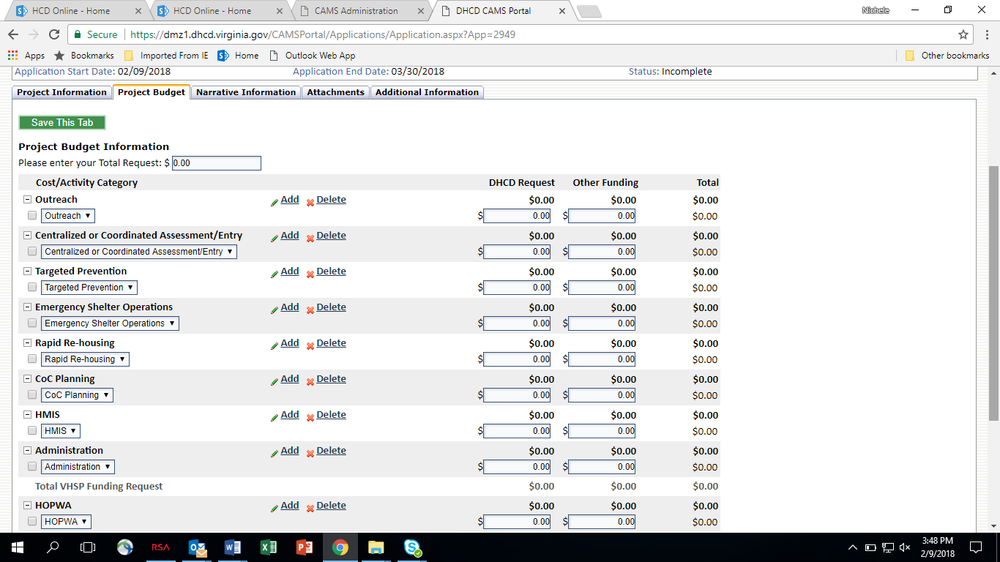 HCD Online - Home
HCD Online - Home
CAMS Administration
DHCD CAMS Portal
Nichele
Secure https://dmz1.dhcd.virginia.gov/CAMSPortal/Applications/Application.aspx?App=2949
Apps Bookmarks Imported From IE Home Outlook Web App Other bookmarks
Application Start Date: 02/09/2018 Application End Date: 03/30/2018 Status: Incomplete
Project Information Project Budget Narrative Information Attachments Additional Information
Save This Tab
Project Budget Information
Please enter your Total Request: $ 0.00
Cost/Activity Category DHCD Request Other Funding Total
Outreach Add Delete $0.00 $0.00 $0.00
Outreach $ 0.00 $ 0.00 $0.00
Centralized or Coordinated Assessment/Entry Add Delete $0.00 $0.00 $0.00
Centralized or Coordinated Assessment/Entry $ 0.00 $ 0.00 $0.00
Targeted Prevention Add Delete $0.00 $0.00 $0.00
Targeted Prevention $ 0.00 $ 0.00 $0.00
Emergency Shelter Operations Add Delete $0.00 $0.00 $0.00
Emergency Shelter Operations $ 0.00 $ 0.00 $0.00
Rapid Re-housing Add Delete $0.00 $0.00 $0.00
Rapid Re-housing $ 0.00 $ 0.00 $0.00
CoC Planning Add Delete $0.00 $0.00 $0.00
CoC Planning $ 0.00 $ 0.00 $0.00
HMIS Add Delete $0.00 $0.00 $0.00
HMIS $ 0.00 $ 0.00 $0.00
Administration Add Delete $0.00 $0.00 $0.00
Administration $ 0.00 $ 0.00 $0.00
Total VHSP Funding Request $0.00 $0.00 $0.00
HOPWA Add Delete $0.00 $0.00 $0.00
HOPWA $ 0.00 $ 0.00 $0.00
RSA
3:48 PM
2/9/2018